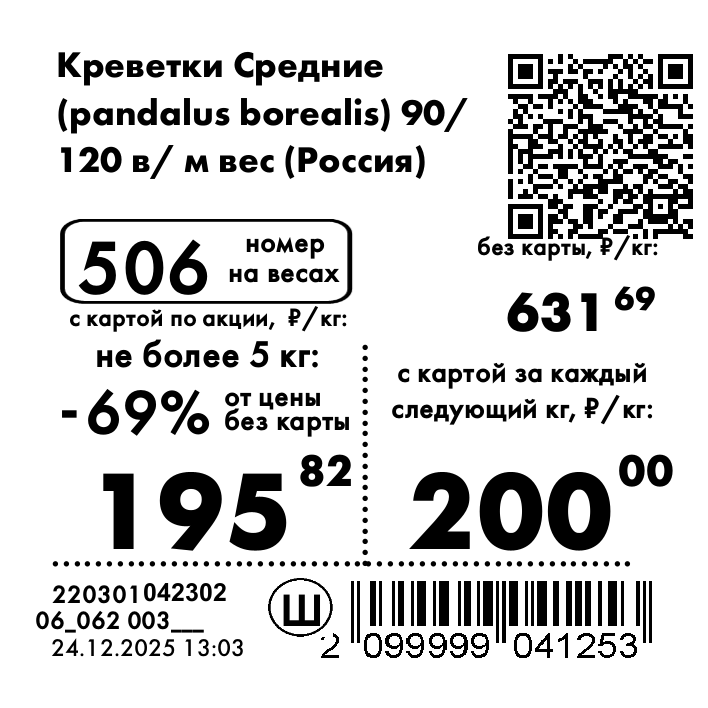 Креветки Средние
(pandalus borealis) 90/
120 в/ м вес (Россия)
506 номер
на весах
без карты, ₽/кг:
631 69
с картой по акции, ₽/кг:
не более 5 кг:
-69% от цены
без карты
195 82
с картой за каждый
следующий кг, ₽/кг:
200 00
220301042302
06_062 003___
24.12.2025 13:03
Ш
2 099999 041253